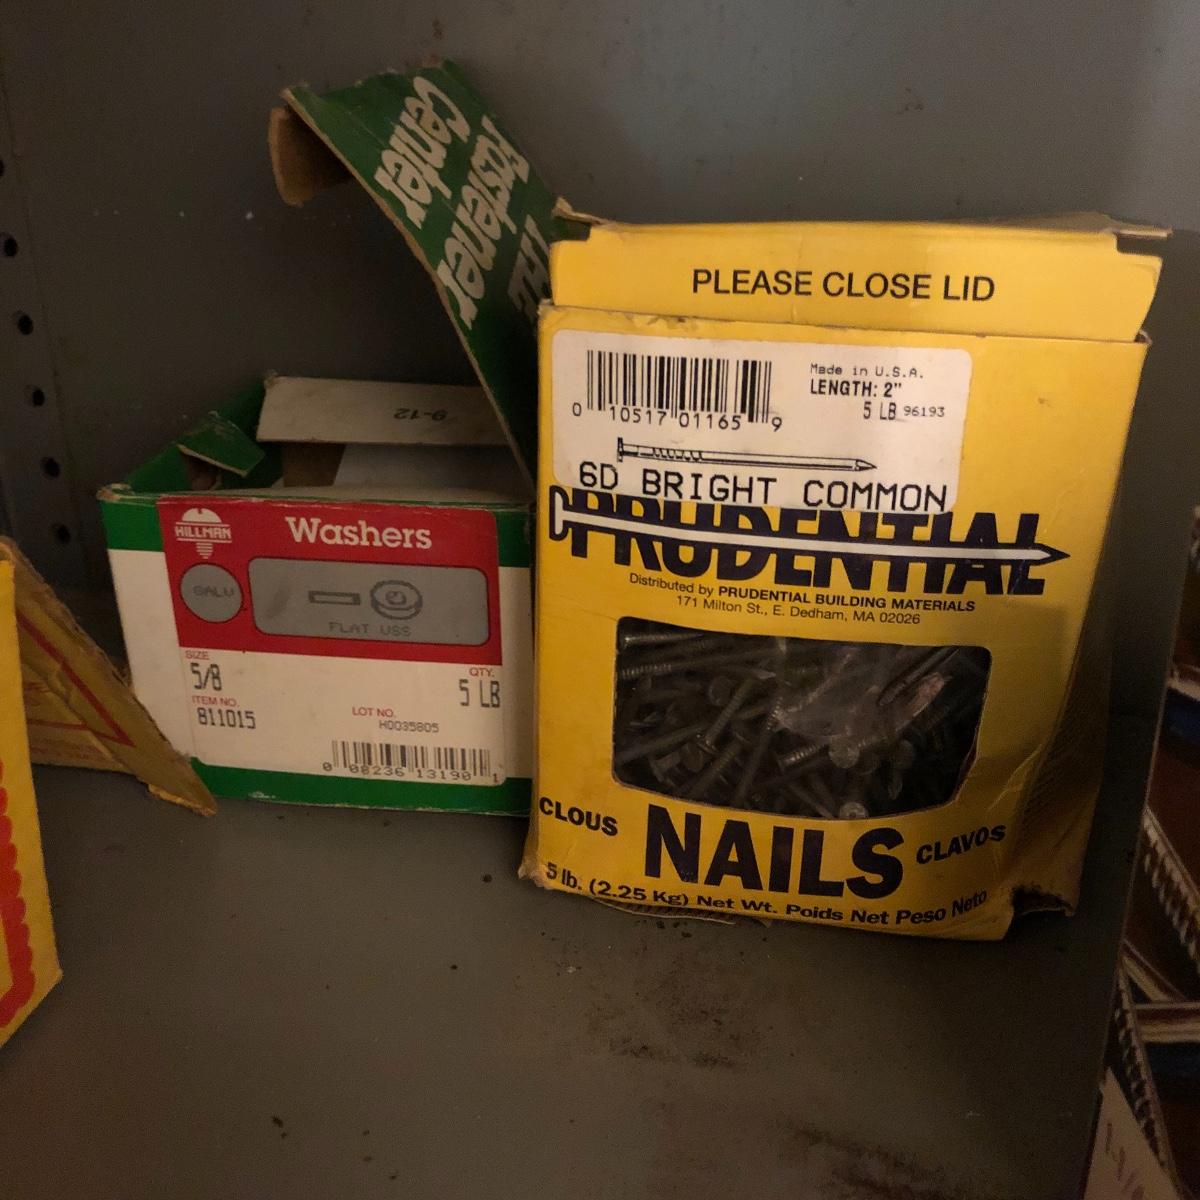 The
Fastener
Center
9-12
HILLMAN
Washers
GALV
FLAT USS
SIZE
5/8
QTY.
5 LB
ITEM NO.
811015
LOT NO.
H0035805
0 08236 13190 1
PLEASE CLOSE LID
Made in U.S.A.
LENGTH: 2"
5 LB 96193
0 10517 01165 9
6D BRIGHT COMMON
PRUDENTIAL
Distributed by PRUDENTIAL BUILDING MATERIALS
171 Milton St., E. Dedham, MA 02026
CLOUS NAILS CLAVOS
5 lb. (2.25 Kg) Net Wt. Poids Net Peso Neto